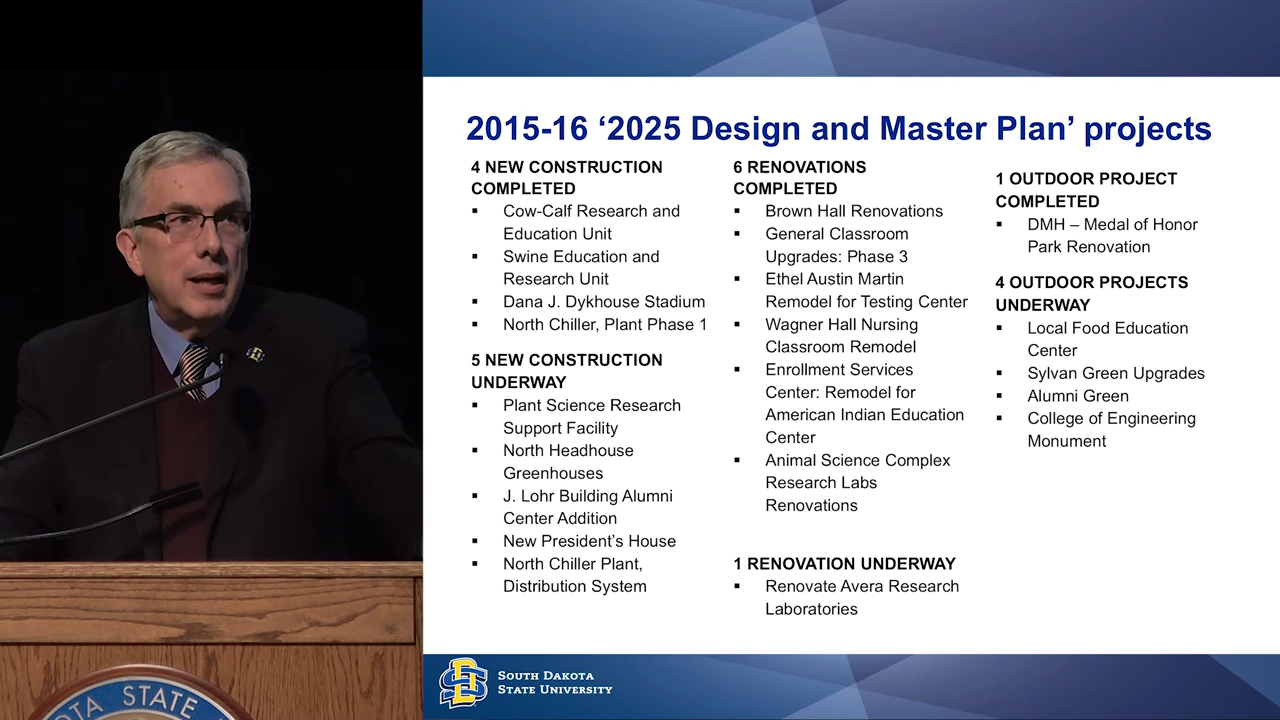 2015-16 ‘2025 Design and Master Plan’ projects
4 NEW CONSTRUCTION
COMPLETED
▪ Cow-Calf Research and
Education Unit
▪ Swine Education and
Research Unit
▪ Dana J. Dykhouse Stadium
▪ North Chiller, Plant Phase 1
5 NEW CONSTRUCTION
UNDERWAY
▪ Plant Science Research
Support Facility
▪ North Headhouse
Greenhouses
▪ J. Lohr Building Alumni
Center Addition
▪ New President’s House
▪ North Chiller Plant,
Distribution System
6 RENOVATIONS
COMPLETED
▪ Brown Hall Renovations
▪ General Classroom
Upgrades: Phase 3
▪ Ethel Austin Martin
Remodel for Testing Center
▪ Wagner Hall Nursing
Classroom Remodel
▪ Enrollment Services
Center: Remodel for
American Indian Education
Center
▪ Animal Science Complex
Research Labs
Renovations
1 RENOVATION UNDERWAY
▪ Renovate Avera Research
Laboratories
1 OUTDOOR PROJECT
COMPLETED
▪ DMH – Medal of Honor
Park Renovation
4 OUTDOOR PROJECTS
UNDERWAY
▪ Local Food Education
Center
▪ Sylvan Green Upgrades
▪ Alumni Green
▪ College of Engineering
Monument
SOUTH DAKOTA
STATE UNIVERSITY
OTA STATE